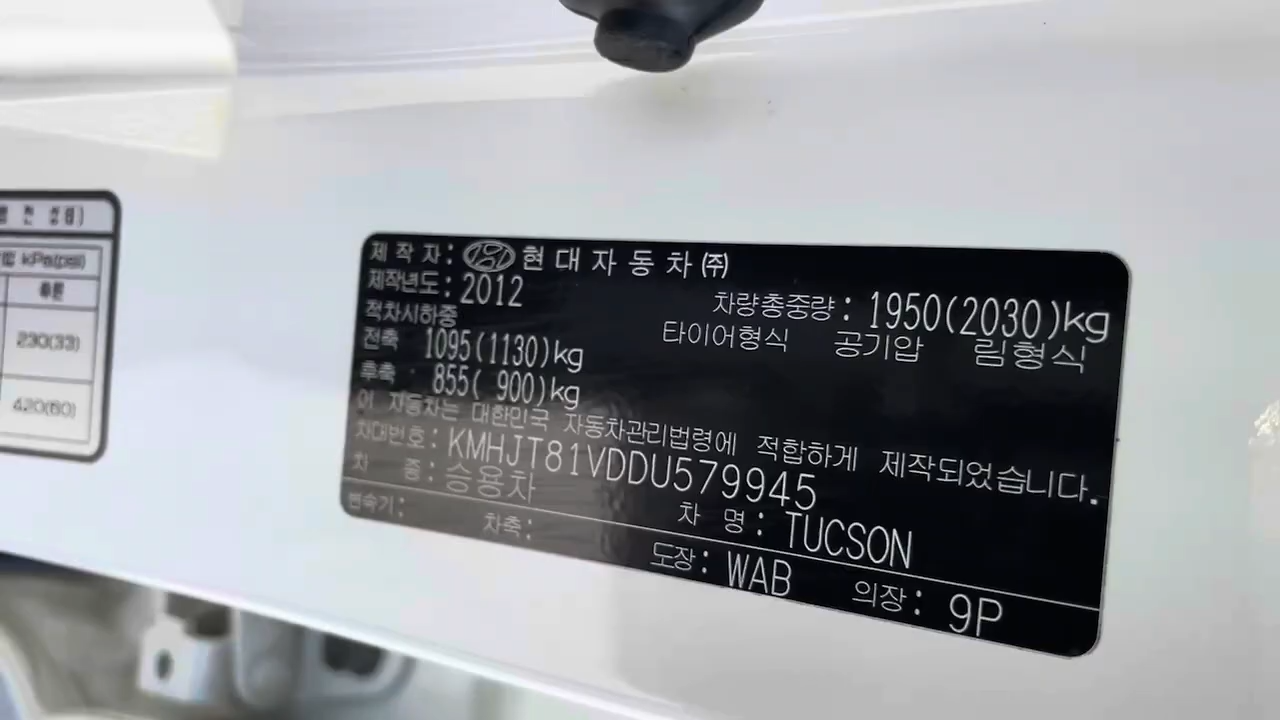 kPa(psi)
230(33)
420(60)
제 작 자 : 현 대 자 동 차 ㈜
제작년도 : 2012
차량총중량 : 1950(2030)kg
적차시하중
타이어형식 공기압 림형식
전축 1095(1130)kg
후축 855( 900)kg
이 자동차는 대한민국 자동차관리법령에 적합하게 제작되었습니다.
차대번호 : KMHJT81VDDU579945
차 종 : 승용차
차 명 : TUCSON
변속기 :
차축 :
도장 : WAB
의장 : 9P